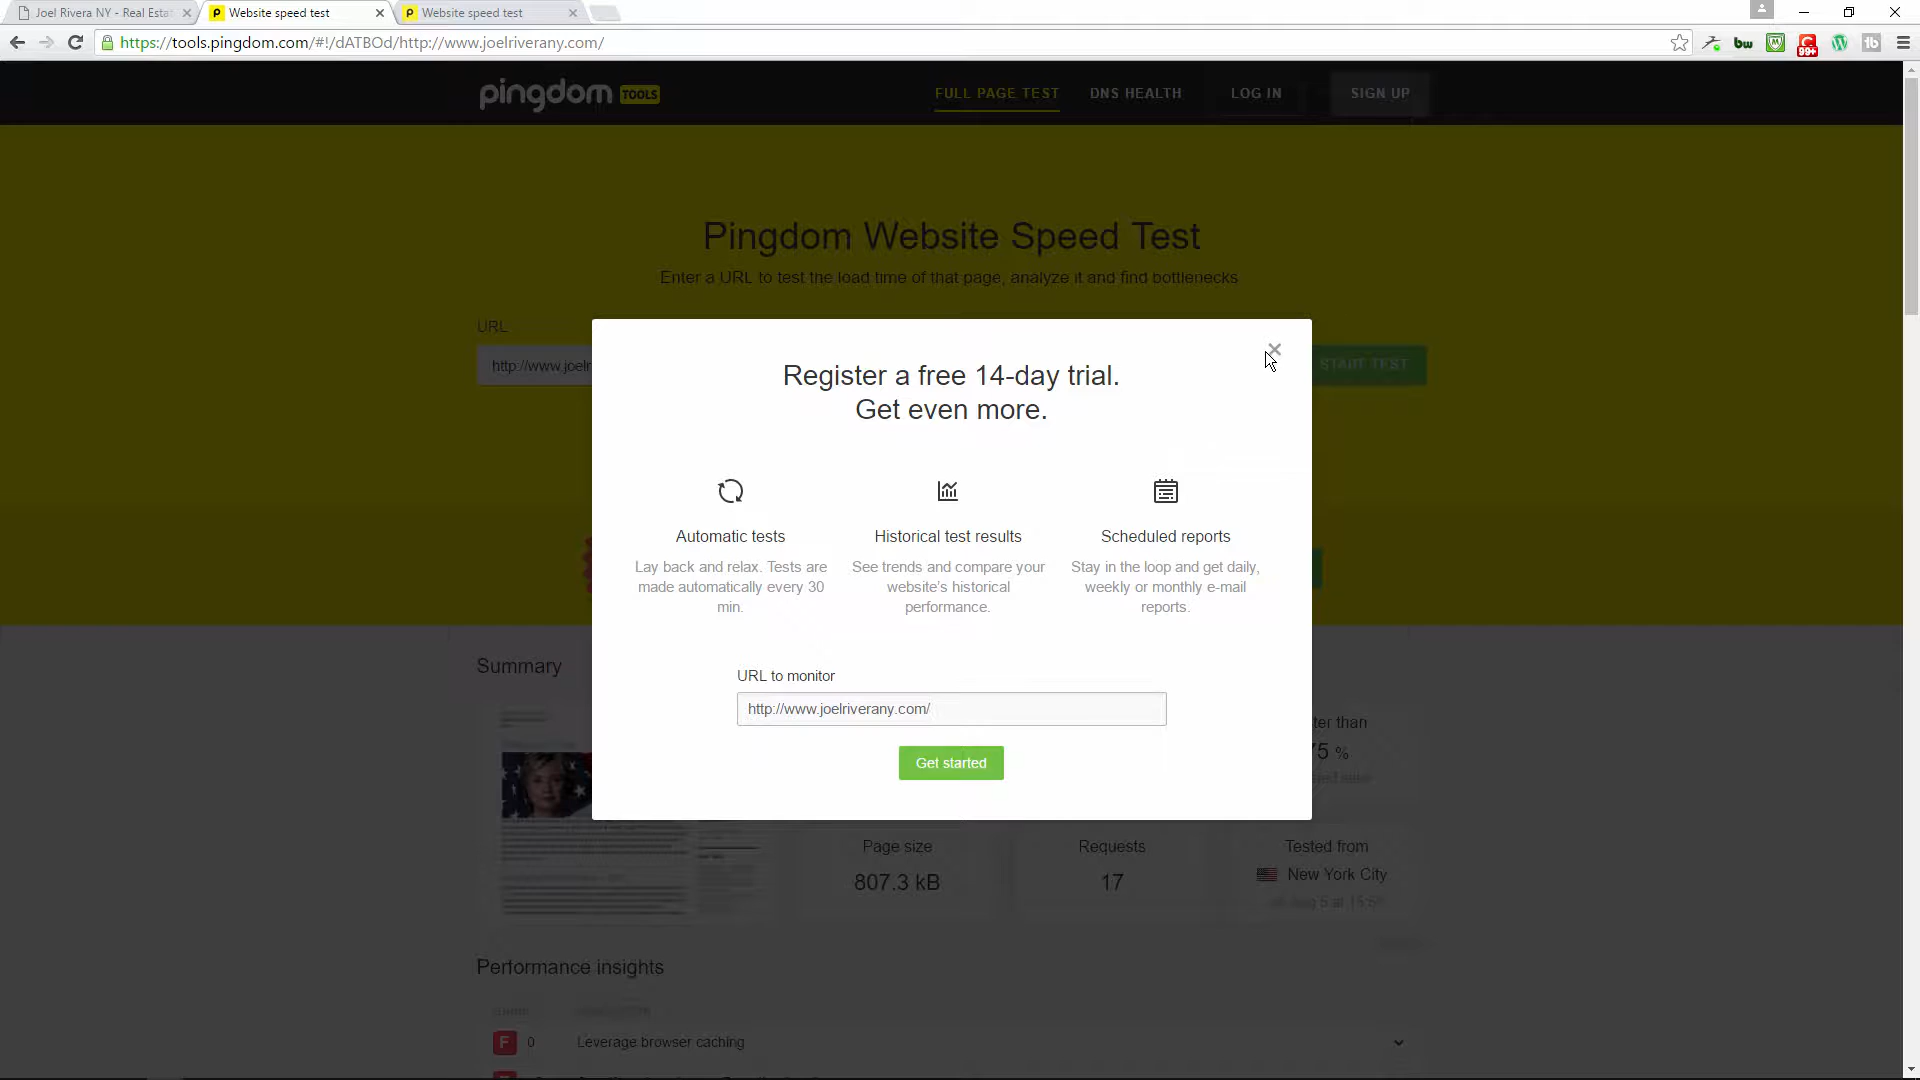 Joel Rivera NY - Real Estat
Website speed test
Website speed test
https://tools.pingdom.com/#!/dATBOd/http://www.joelriverany.com/
bw
99+
pingdom TOOLS
FULL PAGE TEST
DNS HEALTH
LOG IN
SIGN UP
Pingdom Website Speed Test
Enter a URL to test the load time of that page, analyze it and find bottlenecks
URL
http://www.joelr
START TEST
Register a free 14-day trial.
Get even more.
Automatic tests
Lay back and relax. Tests are
made automatically every 30
min.
Historical test results
See trends and compare your
website's historical
performance.
Scheduled reports
Stay in the loop and get daily,
weekly or monthly e-mail
reports.
URL to monitor
http://www.joelriverany.com/
Get started
Summary
ter than
75 %
Page size
807.3 kB
Requests
17
Tested from
New York City
Performance insights
F 0 Leverage browser caching